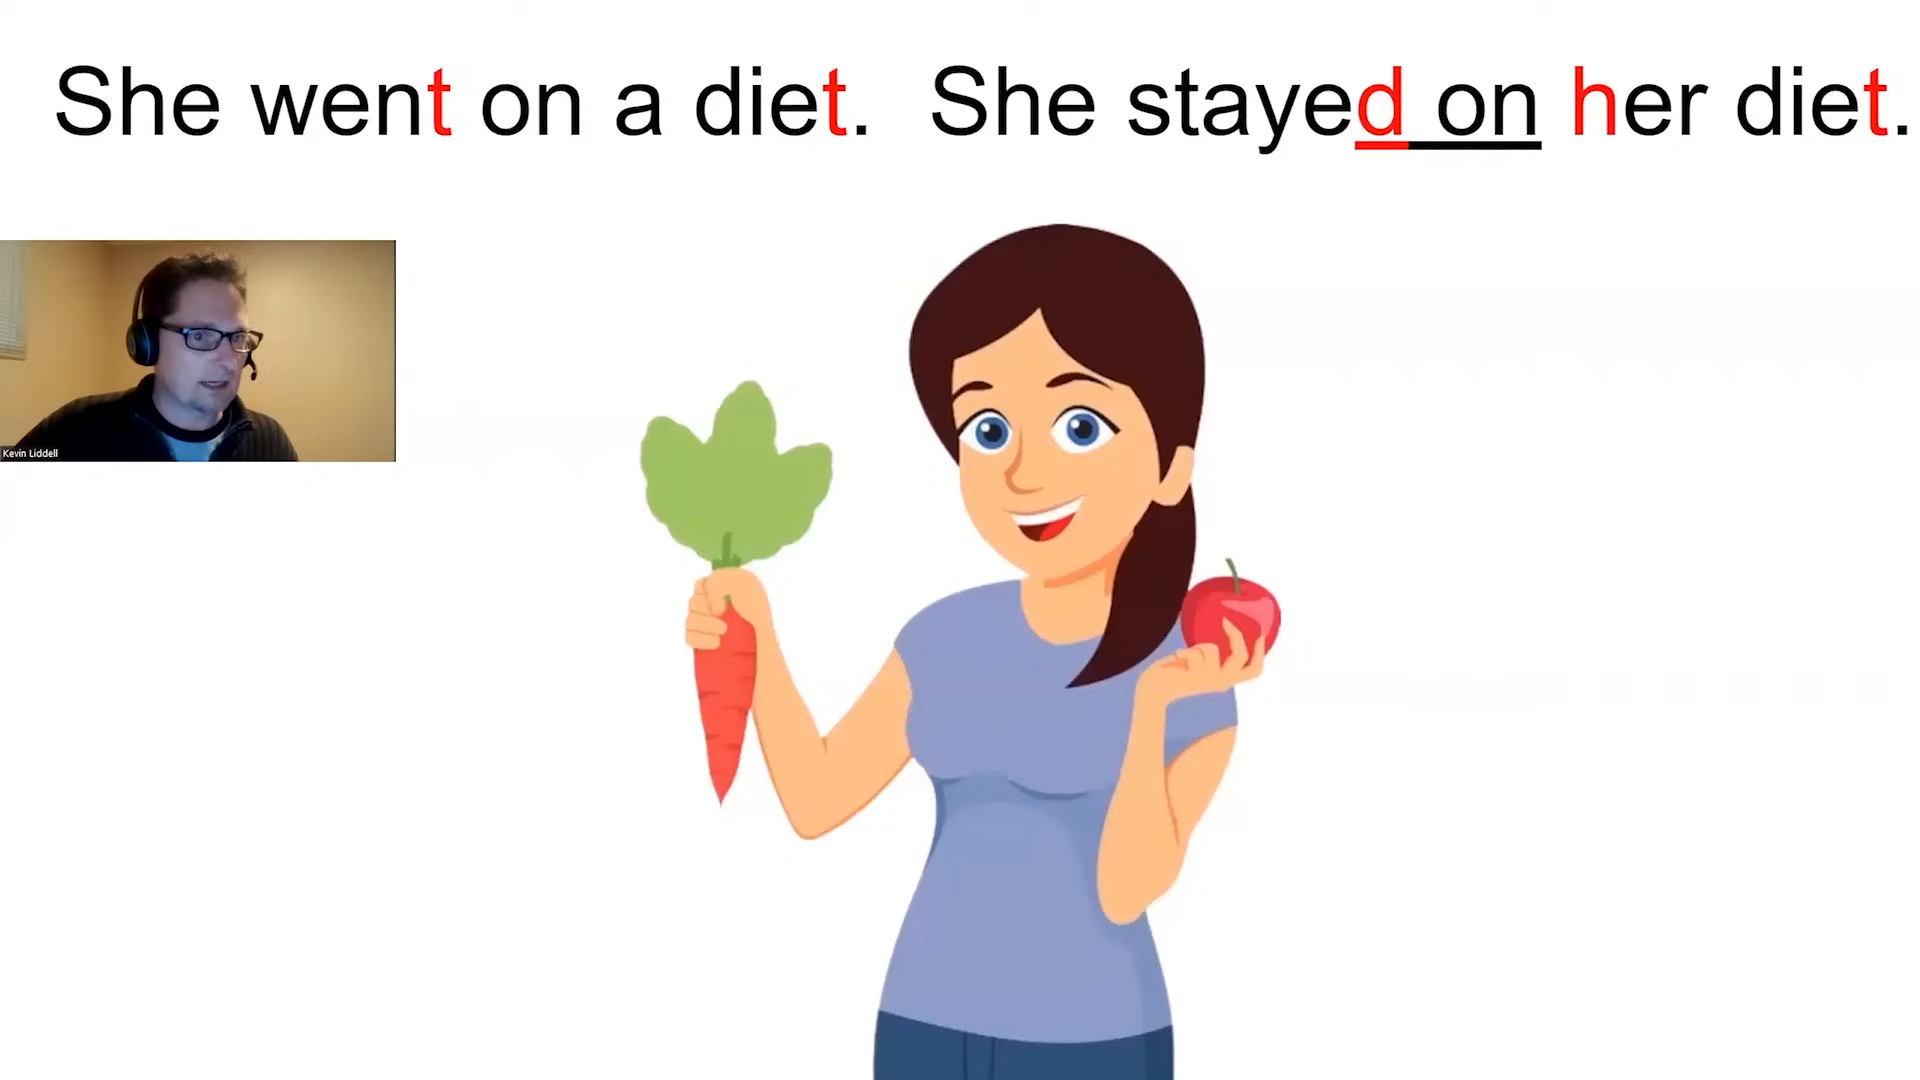 She went on a diet.  She stayed on her diet.
Kevin Liddell